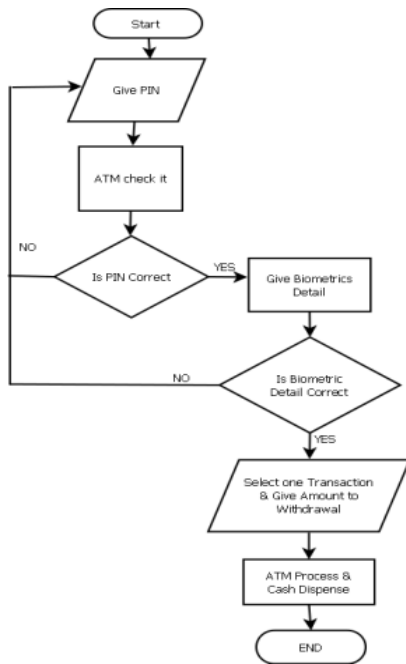 Start
Give PIN
ATM check it
NO
Is PIN Correct
YES
Give Biometrics
Detail
NO
Is Biometric
Detail Correct
YES
Select one Transaction
& Give Amount to
Withdrawal
ATM Process &
Cash Dispense
END